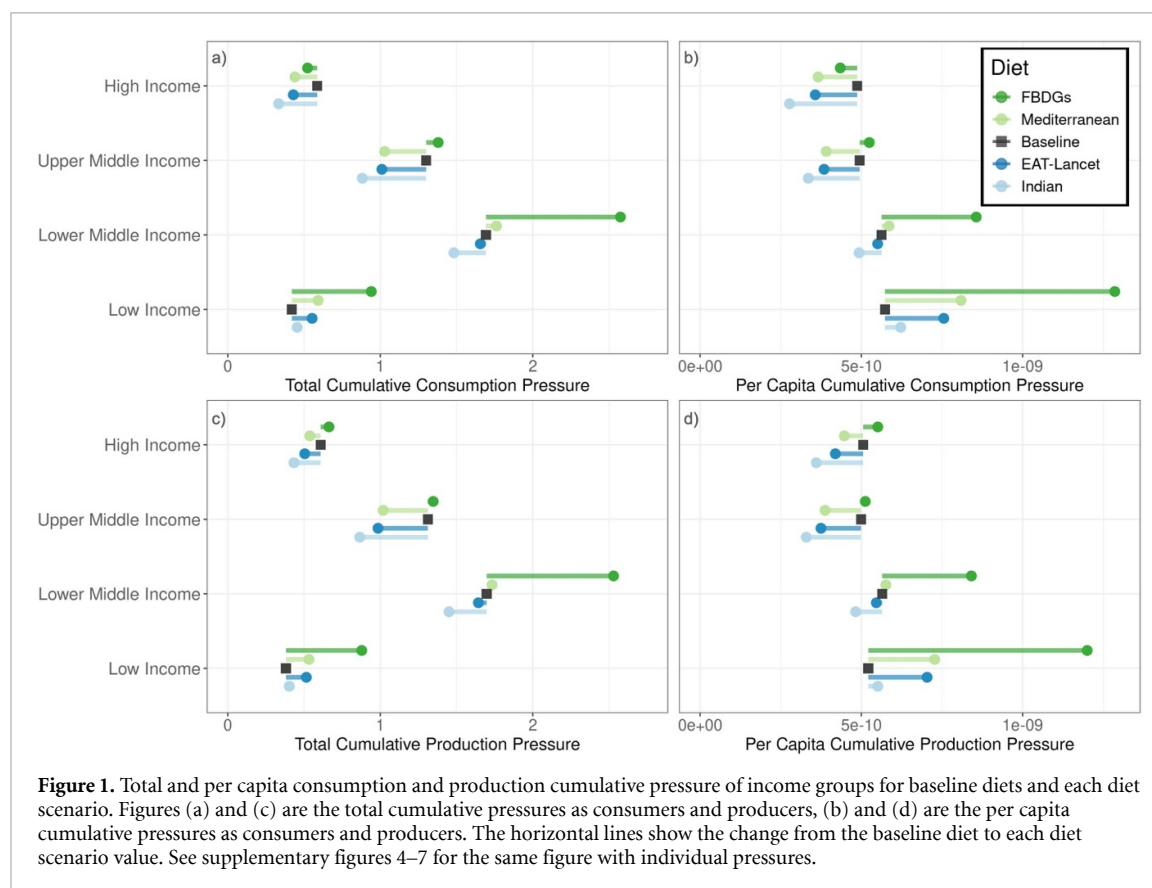 a)
b)
High Income
Upper Middle Income
Lower Middle Income
Low Income
Diet
FBDGs
Mediterranean
Baseline
EAT-Lancet
Indian
0 1 2
Total Cumulative Consumption Pressure
0e+00 5e-10 1e-09
Per Capita Cumulative Consumption Pressure
c)
d)
High Income
Upper Middle Income
Lower Middle Income
Low Income
0 1 2
Total Cumulative Production Pressure
0e+00 5e-10 1e-09
Per Capita Cumulative Production Pressure
Figure 1. Total and per capita consumption and production cumulative pressure of income groups for baseline diets and each diet
scenario. Figures (a) and (c) are the total cumulative pressures as consumers and producers, (b) and (d) are the per capita
cumulative pressures as consumers and producers. The horizontal lines show the change from the baseline diet to each diet
scenario value. See supplementary figures 4–7 for the same figure with individual pressures.